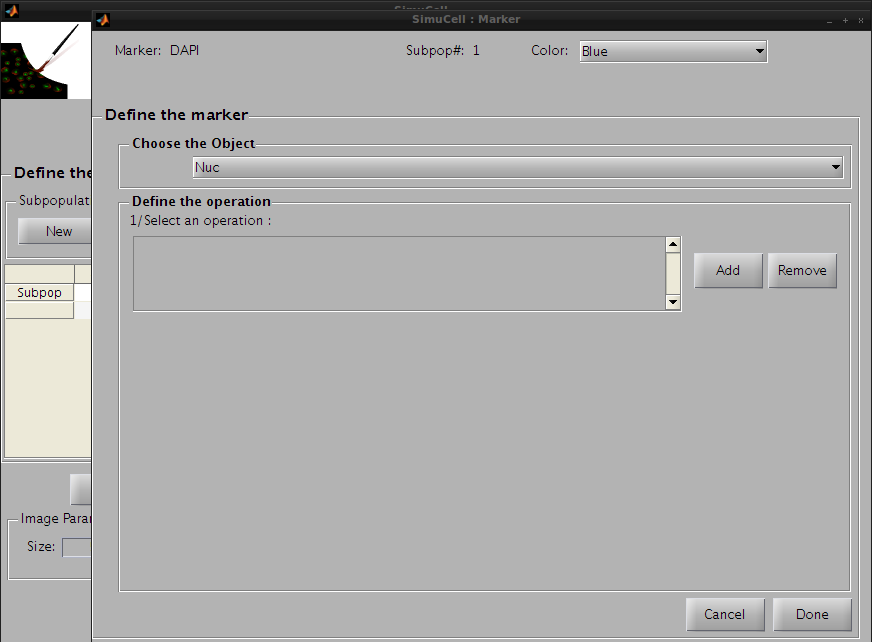 SimuCell
SimuCell : Marker
Marker: DAPI
Subpop#: 1
Color: Blue
Define the marker
Choose the Object
Nuc
Define the operation
1/Select an operation :
Add
Remove
Cancel
Done
Define the
Subpopulat
New
Subpop
Image Para
Size: